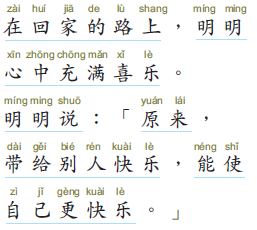 zài huí jiā de lù shang míng ming
在回家的路上，明明
xīn zhōng chōng mǎn xǐ lè
心中充满喜乐。
míng ming shuō yuán lái
明明说：「原来，
dài gěi bié rén kuài lè néng shǐ
带给别人快乐，能使
zì jǐ gèng kuài lè
自己更快乐。」